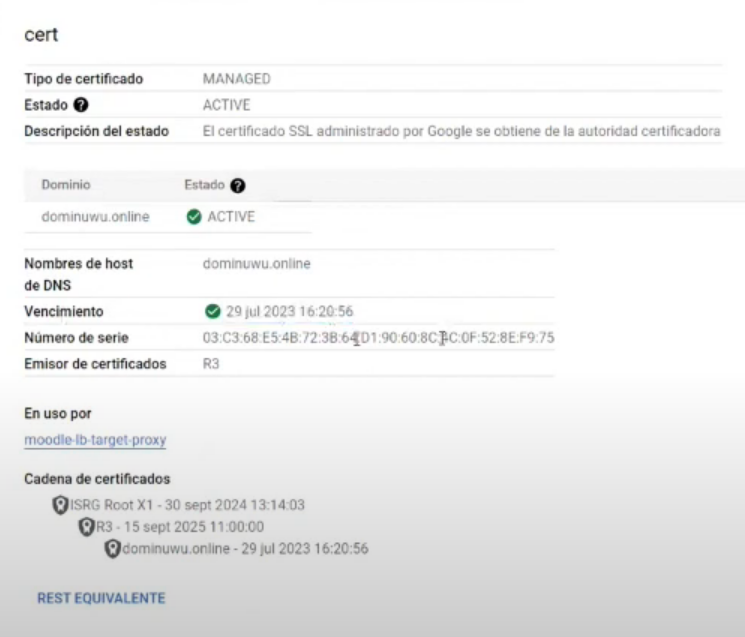 cert
Tipo de certificado MANAGED
Estado ? ACTIVE
Descripción del estado El certificado SSL administrado por Google se obtiene de la autoridad certificadora
Dominio Estado ?
dominuwu.online ACTIVE
Nombres de host dominuwu.online
de DNS
Vencimiento 29 jul 2023 16:20:56
Número de serie 03:C3:68:E5:4B:72:3B:64:D1:90:60:8C: :0F:52:8E:F9:75
Emisor de certificados R3
En uso por
moodle-lb-target-proxy
Cadena de certificados
ISRG Root X1 - 30 sept 2024 13:14:03
R3 - 15 sept 2025 11:00:00
dominuwu.online - 29 jul 2023 16:20:56
REST EQUIVALENTE